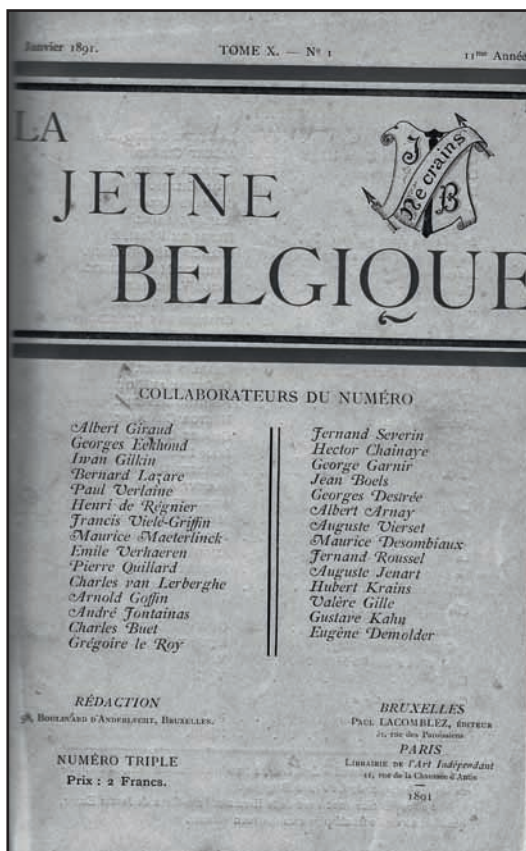 Janvier 1891. TOME X. — N° 1 11me Année
LA
JEUNE
BELGIQUE
J
Ne crains
B
COLLABORATEURS DU NUMÉRO
Albert Giraud
Georges Eekhoud
Iwan Gilkin
Bernard Lazare
Paul Verlaine
Henri de Régnier
Francis Vielé-Griffin
Maurice Maeterlinck
Emile Verhaeren
Pierre Quillard
Charles van Lerberghe
Arnold Goffin
André Fontainas
Charles Buet
Grégoire le Roy
Fernand Severin
Hector Chainaye
George Garnir
Jean Boels
Georges Destrée
Albert Arnay
Auguste Vierset
Maurice Desombiaux
Fernand Roussel
Auguste Jenart
Hubert Krains
Valère Gille
Gustave Kahn
Eugène Demolder
RÉDACTION
BOULEVARD D'ANDERLECHT, BRUXELLES.
NUMÉRO TRIPLE
Prix : 2 Francs.
BRUXELLES
PAUL LACOMBLEZ, ÉDITEUR
31, rue des Paroissiens
PARIS
LIBRAIRIE DE l'Art Indépendant
11, rue de la Chaussée d'Antin
1891